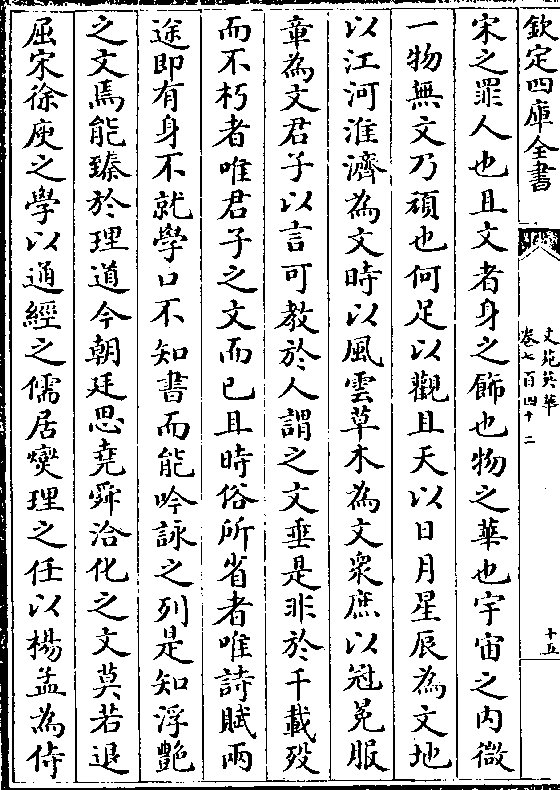 欽定四庫全書
文苑英華
卷七百四十二
十五
宋之罪人也且文者身之飾也物之華也宇宙之内微
一物無文乃頑也何足以觀且天以日月星辰為文地
以江河淮濟為文時以風雲草木為文衆庶以冠冕服
章為文君子以言可教於人謂之文垂是非於千載歿
而不朽者唯君子之文而已且時俗所省者唯詩賦兩
途即有身不就學口不知書而能吟詠之列是知浮艷
之文焉能臻於理道今朝廷思堯舜洽化之文莫若退
屈宋徐庾之學以通經之儒居爕理之任以楊孟為侍